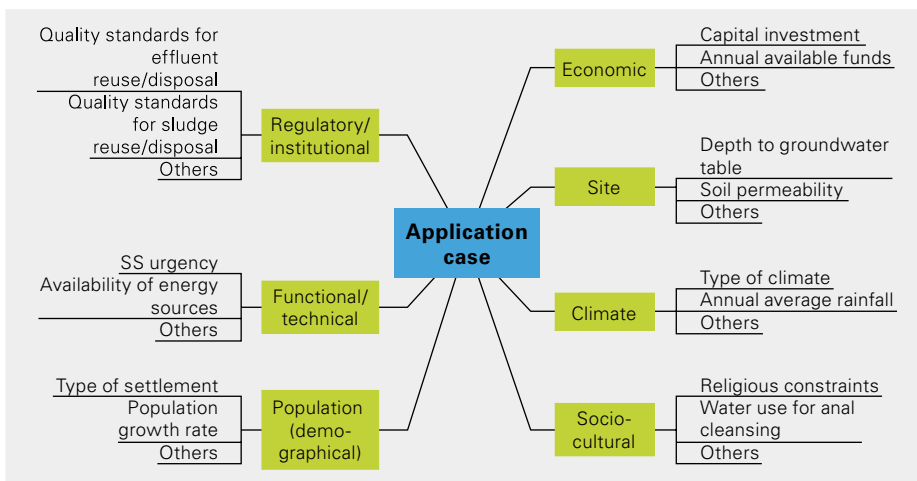 Quality standards for
effluent
reuse/disposal
Quality standards
for sludge
reuse/disposal
Others
Regulatory/
institutional
SS urgency
Availability of energy
sources
Others
Functional/
technical
Type of settlement
Population
growth rate
Others
Population
(demo-
graphical)
Application
case
Economic
Capital investment
Annual available funds
Others
Site
Depth to groundwater
table
Soil permeability
Others
Climate
Type of climate
Annual average rainfall
Others
Socio-
cultural
Religious constraints
Water use for anal
cleansing
Others